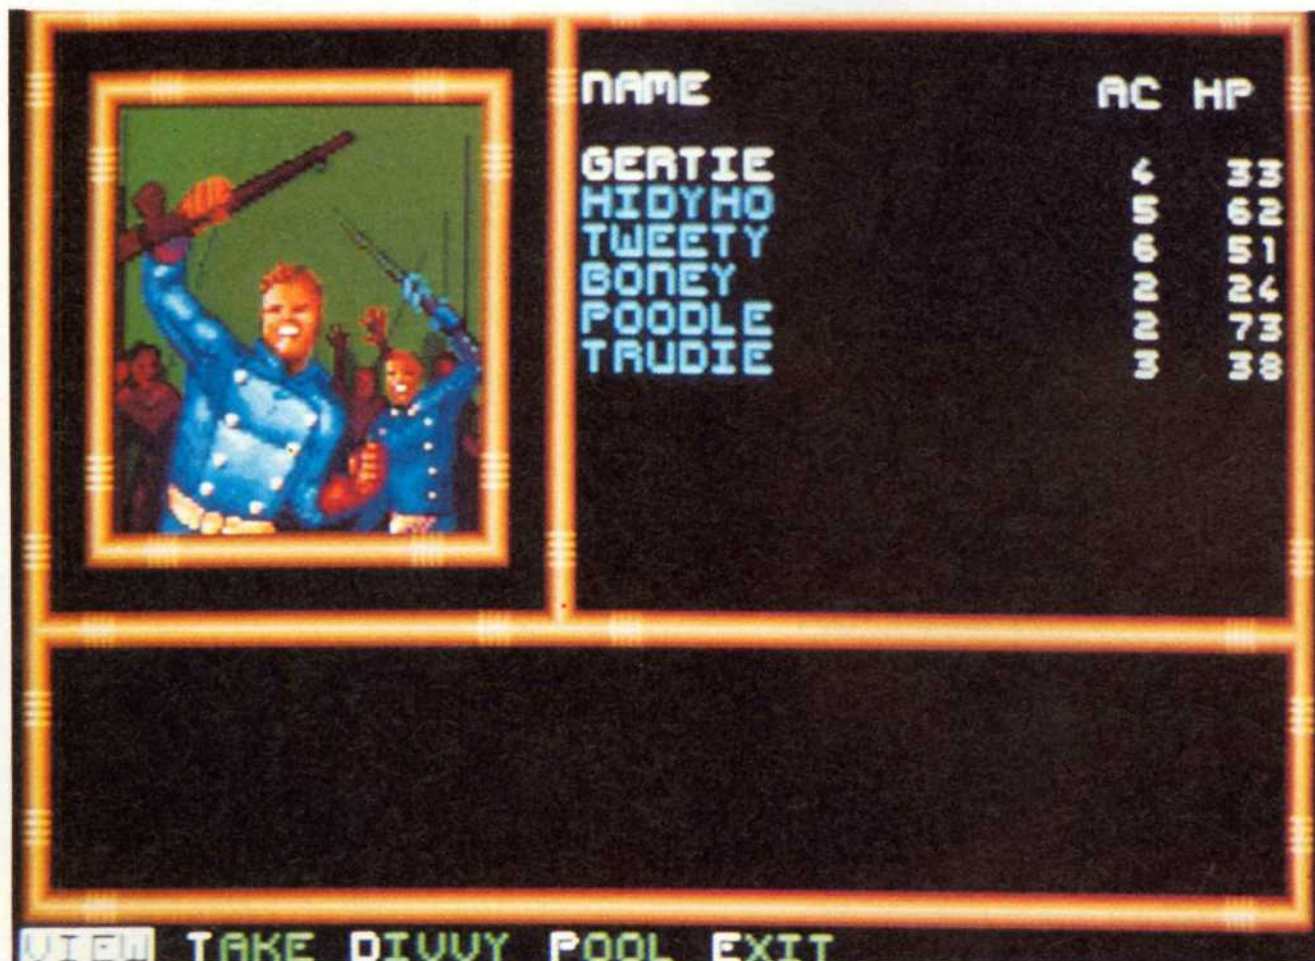 NAME AC HP
GERTIE 4 33
HIDYHO 5 62
TWEETY 6 51
BONEY 2 24
POODLE 2 73
TRUDIE 3 38
VIEW TAKE DIVVY POOL EXIT